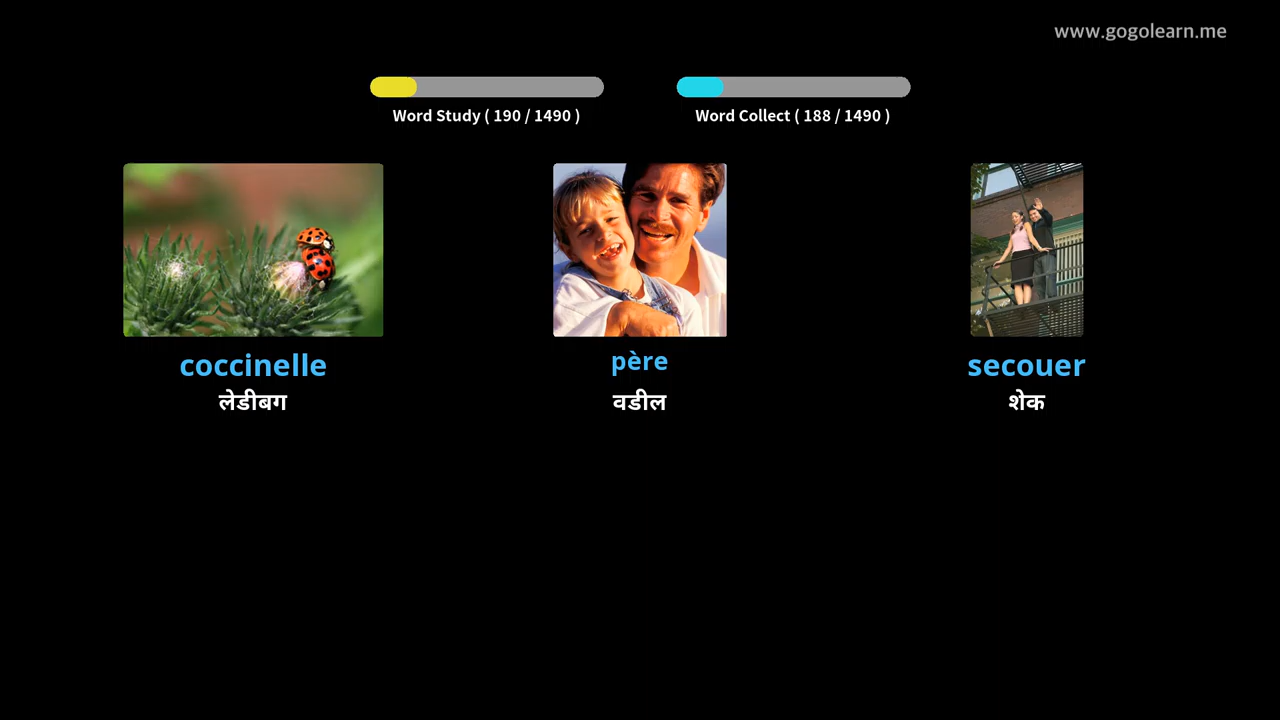 www.gogolearn.me
Word Study ( 190 / 1490 )
Word Collect ( 188 / 1490 )
coccinelle
लेडीबग
père
वडील
secouer
शेक